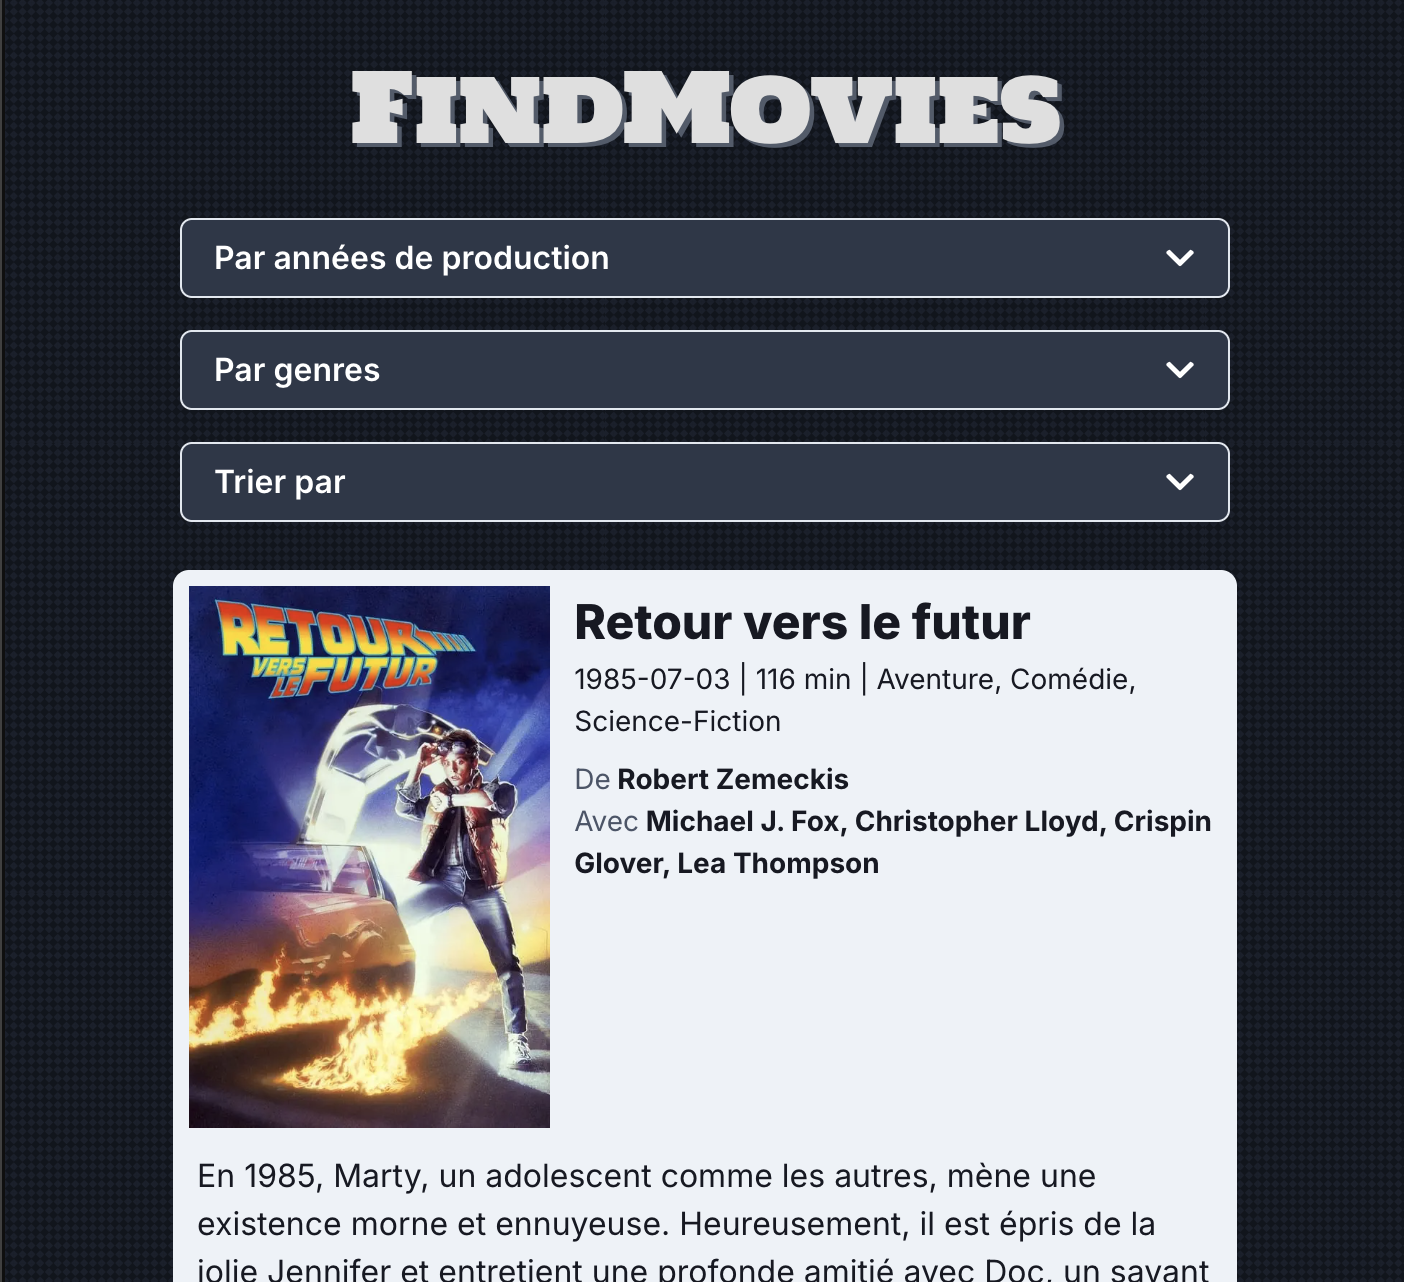 FINDMOVIES
Par années de production
Par genres
Trier par
RETOUR
VERS
LE FUTUR
Retour vers le futur
1985-07-03 | 116 min | Aventure, Comédie,
Science-Fiction
De Robert Zemeckis
Avec Michael J. Fox, Christopher Lloyd, Crispin
Glover, Lea Thompson
En 1985, Marty, un adolescent comme les autres, mène une
existence morne et ennuyeuse. Heureusement, il est épris de la
jolie Jennifer et entretient une profonde amitié avec Doc, un savant